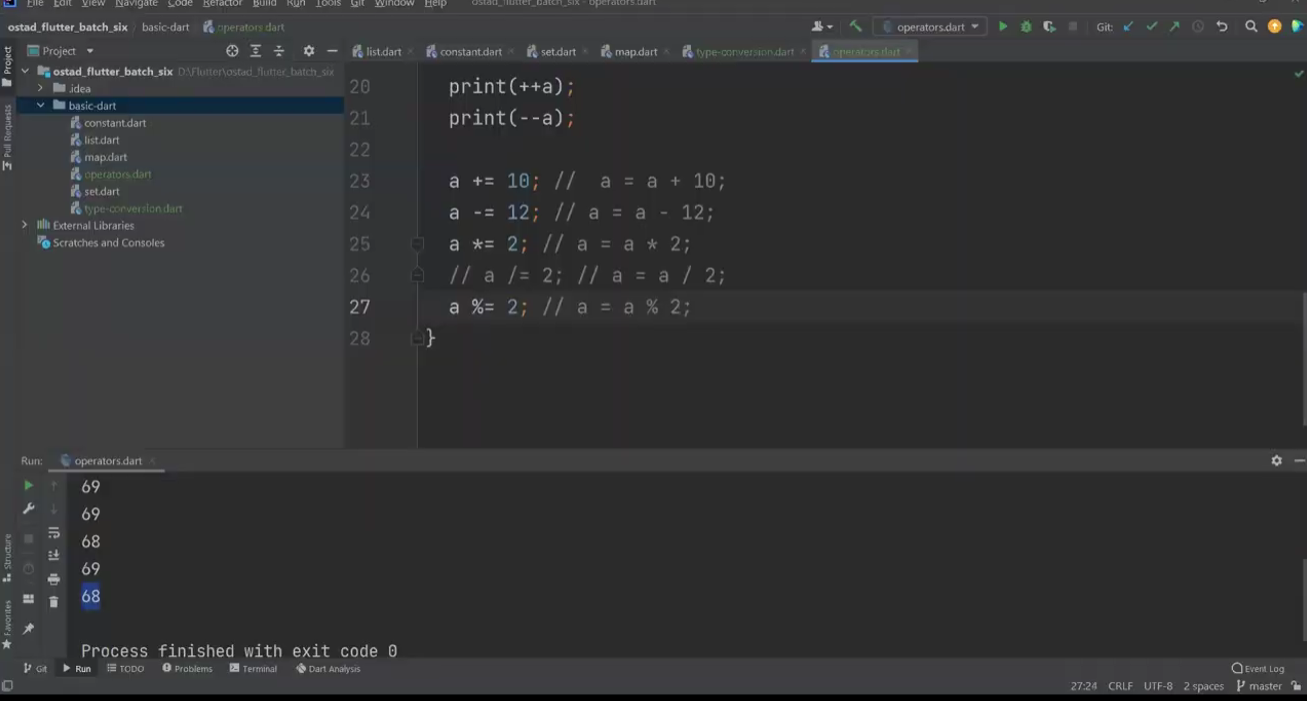 File Edit View Navigate Code Refactor Build Run Tools Git Window Help ostad_flutter_batch_six - operators.dart
ostad_flutter_batch_six basic-dart operators.dart
operators.dart Git:
Project
list.dart constant.dart set.dart map.dart type-conversion.dart operators.dart
Project
Pull Requests
ostad_flutter_batch_six D:\Flutter\ostad_flutter_batch_six
.idea
basic-dart
constant.dart
list.dart
map.dart
operators.dart
set.dart
type-conversion.dart
External Libraries
Scratches and Consoles
20 print(++a);
21 print(--a);
22
23 a += 10; // a = a + 10;
24 a -= 12; // a = a - 12;
25 a *= 2; // a = a * 2;
26 // a /= 2; // a = a / 2;
27 a %= 2; // a = a % 2;
28 }
Run: operators.dart
69
69
68
69
68
Process finished with exit code 0
Structure
Favorites
Git Run TODO Problems Terminal Dart Analysis Event Log
27:24 CRLF UTF-8 2 spaces master